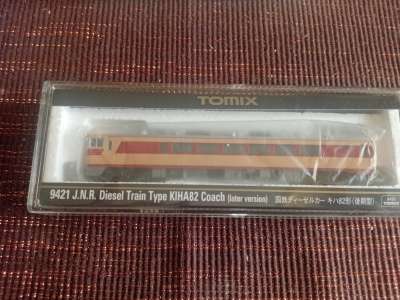 TOMIX
9421 J.N.R. Diesel Train Type KIHA82 Coach (later version) 国鉄ディーゼルカー キハ82形(後期型)